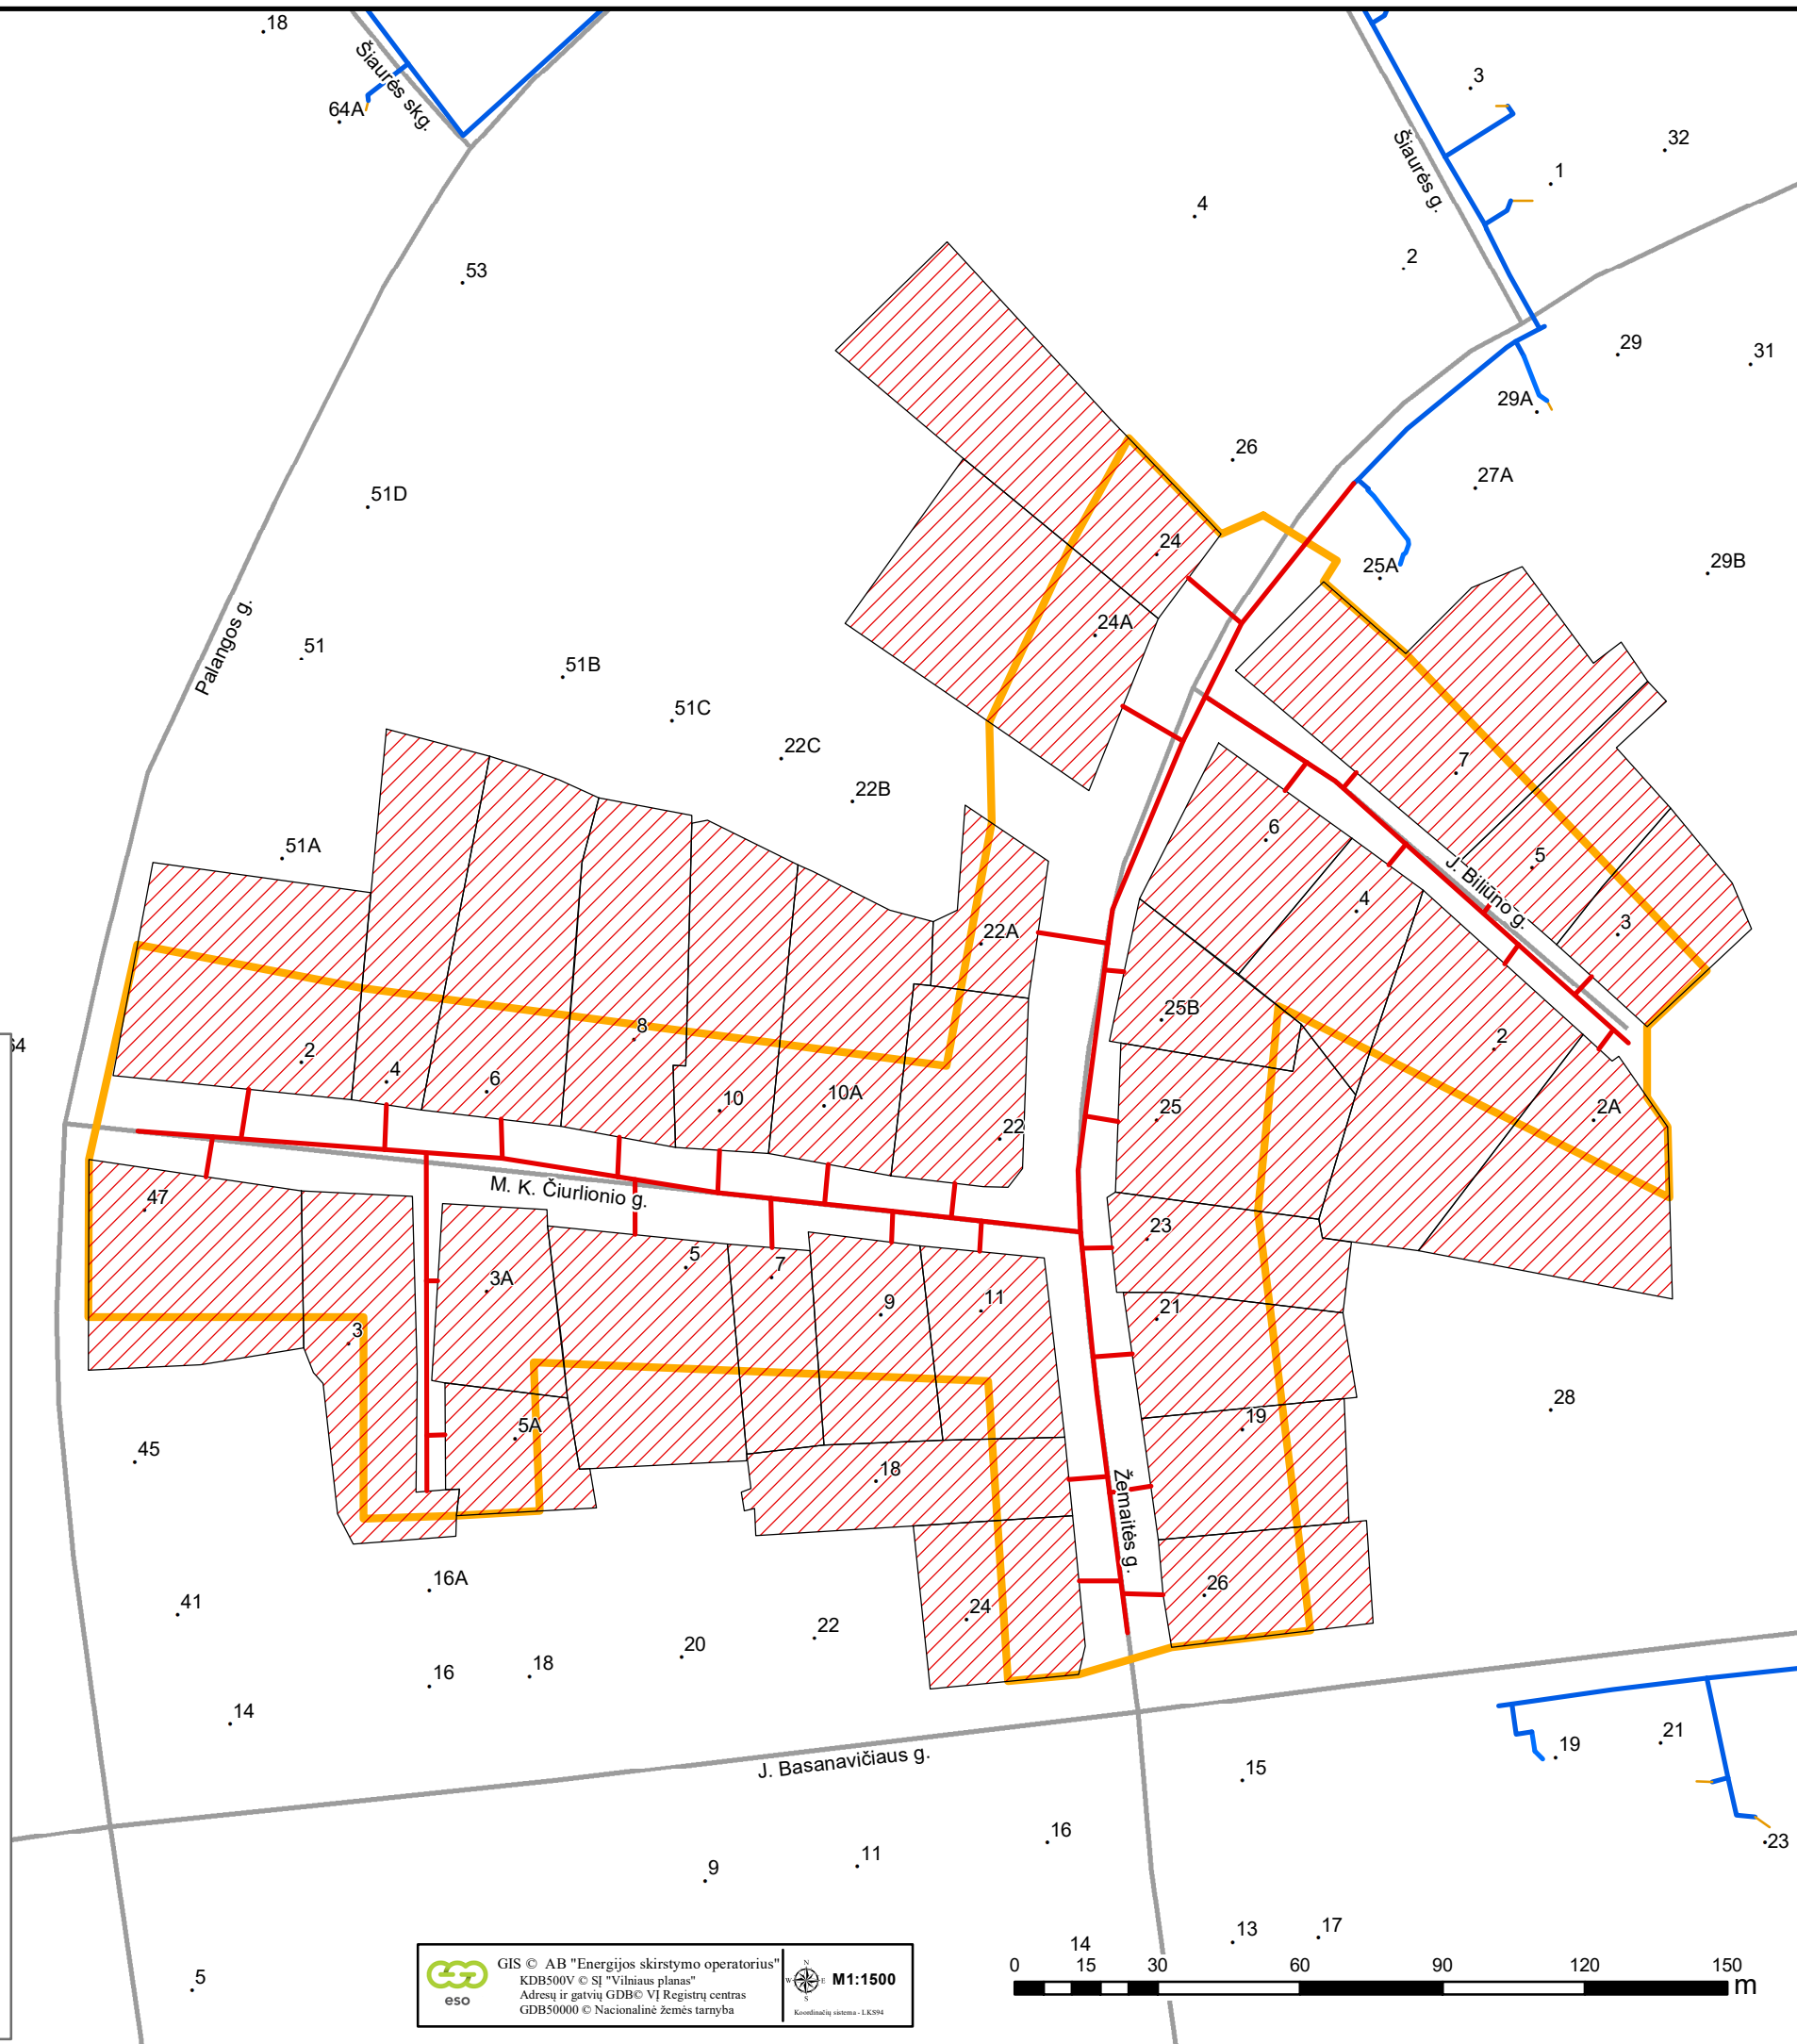 18
Šiaurės skg.
64A
3
32
1
Šiaurės g.
4
2
53
29
31
29A
26
27A
51D
24
25A
29B
24A
Palangos g.
51
51B
51C
22C
22B
7
6
51A
5
J. Biliūno g.
4
3
22A
25B
8
2
2
4
6
10
10A
25
2A
22
47
M. K. Čiurlionio g.
23
5
7
3A
9
11
21
3
28
19
5A
45
18
Žemaitės g.
16A
26
41
24
22
20
18
16
14
21
19
J. Basanavičiaus g.
15
23
16
11
9
17
13
14
5
GIS © AB "Energijos skirstymo operatorius"
KDB500V © SĮ "Vilniaus planas"
Adresų ir gatvių GDB© VĮ Registrų centras
GDB50000 © Nacionalinė žemės tarnyba
eso
N
W E
S
M1:1500
Koordinačių sistema - LKS94
0 15 30 60 90 120 150
m